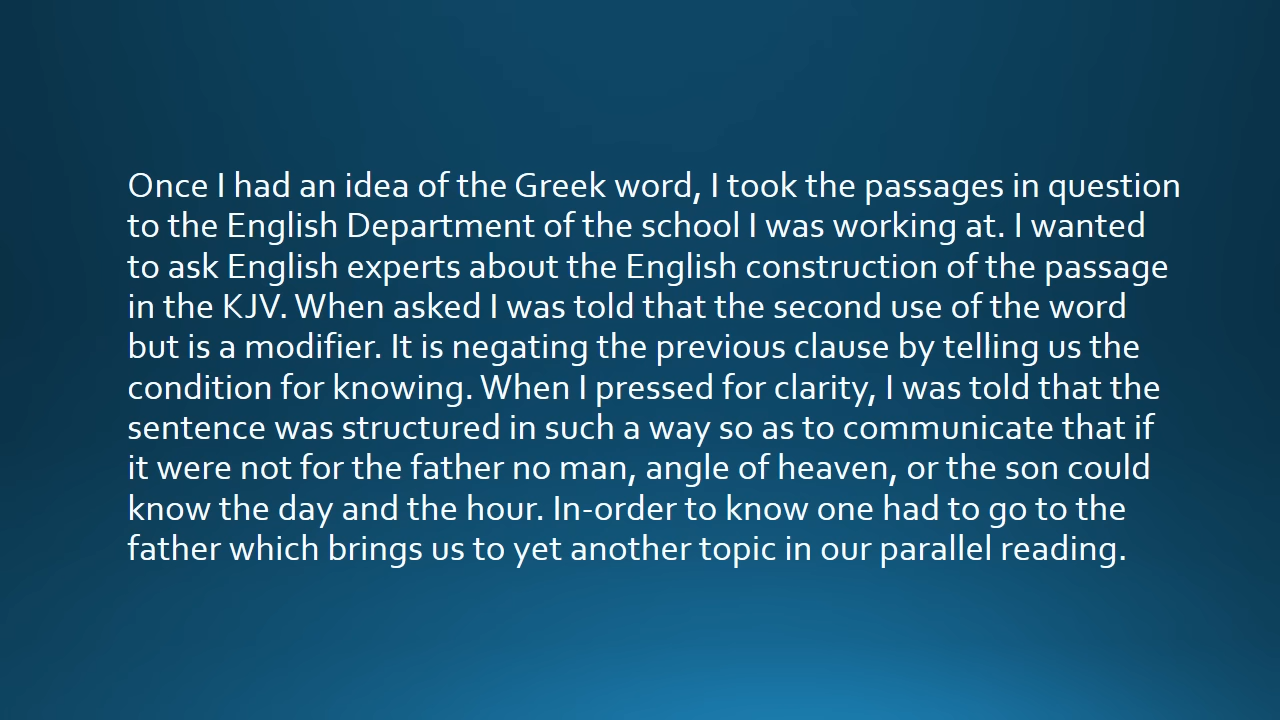 Once I had an idea of the Greek word, I took the passages in question
to the English Department of the school I was working at. I wanted
to ask English experts about the English construction of the passage
in the KJV. When asked I was told that the second use of the word
but is a modifier. It is negating the previous clause by telling us the
condition for knowing. When I pressed for clarity, I was told that the
sentence was structured in such a way so as to communicate that if
it were not for the father no man, angle of heaven, or the son could
know the day and the hour. In-order to know one had to go to the
father which brings us to yet another topic in our parallel reading.